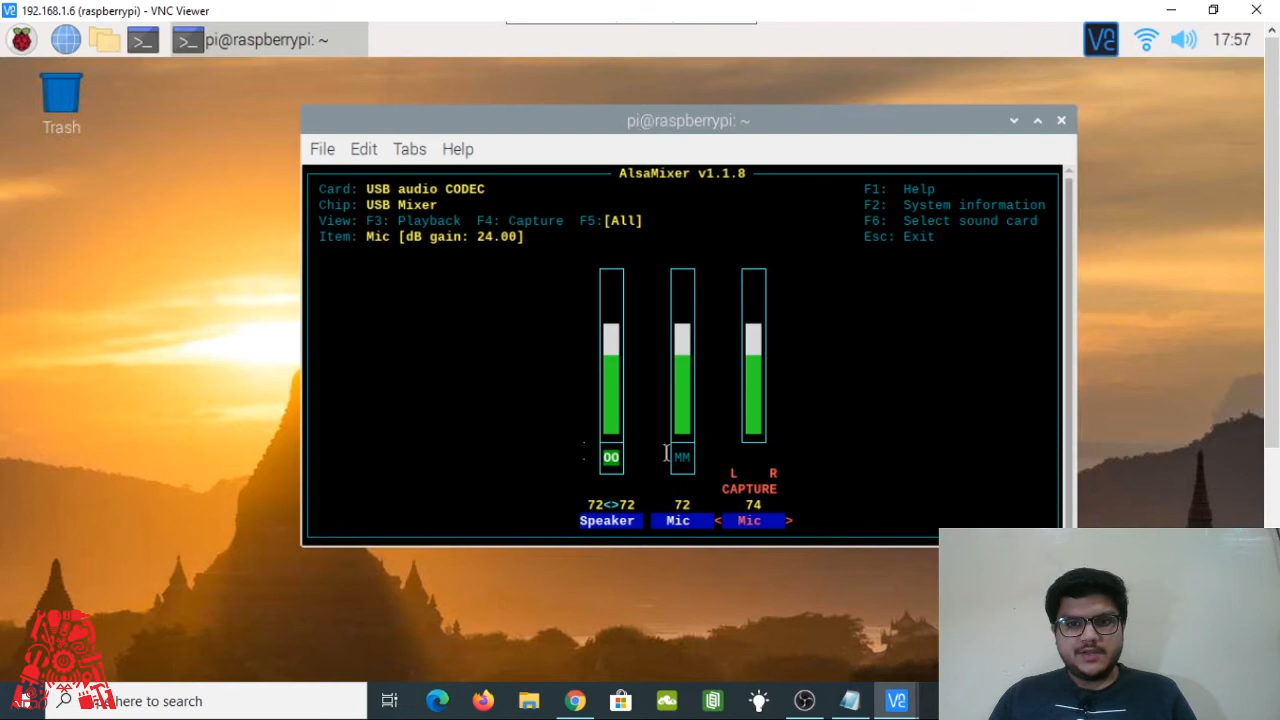 192.168.1.6 (raspberrypi) - VNC Viewer
pi@raspberrypi: ~
17:57
Trash
pi@raspberrypi: ~
File Edit Tabs Help
AlsaMixer v1.1.8
Card: USB audio CODEC F1: Help
Chip: USB Mixer F2: System information
View: F3: Playback F4: Capture F5:[All] F6: Select sound card
Item: Mic [dB gain: 24.00] Esc: Exit
OO MM
L R
CAPTURE
72<>72 72 74
Speaker Mic < Mic >
here to search